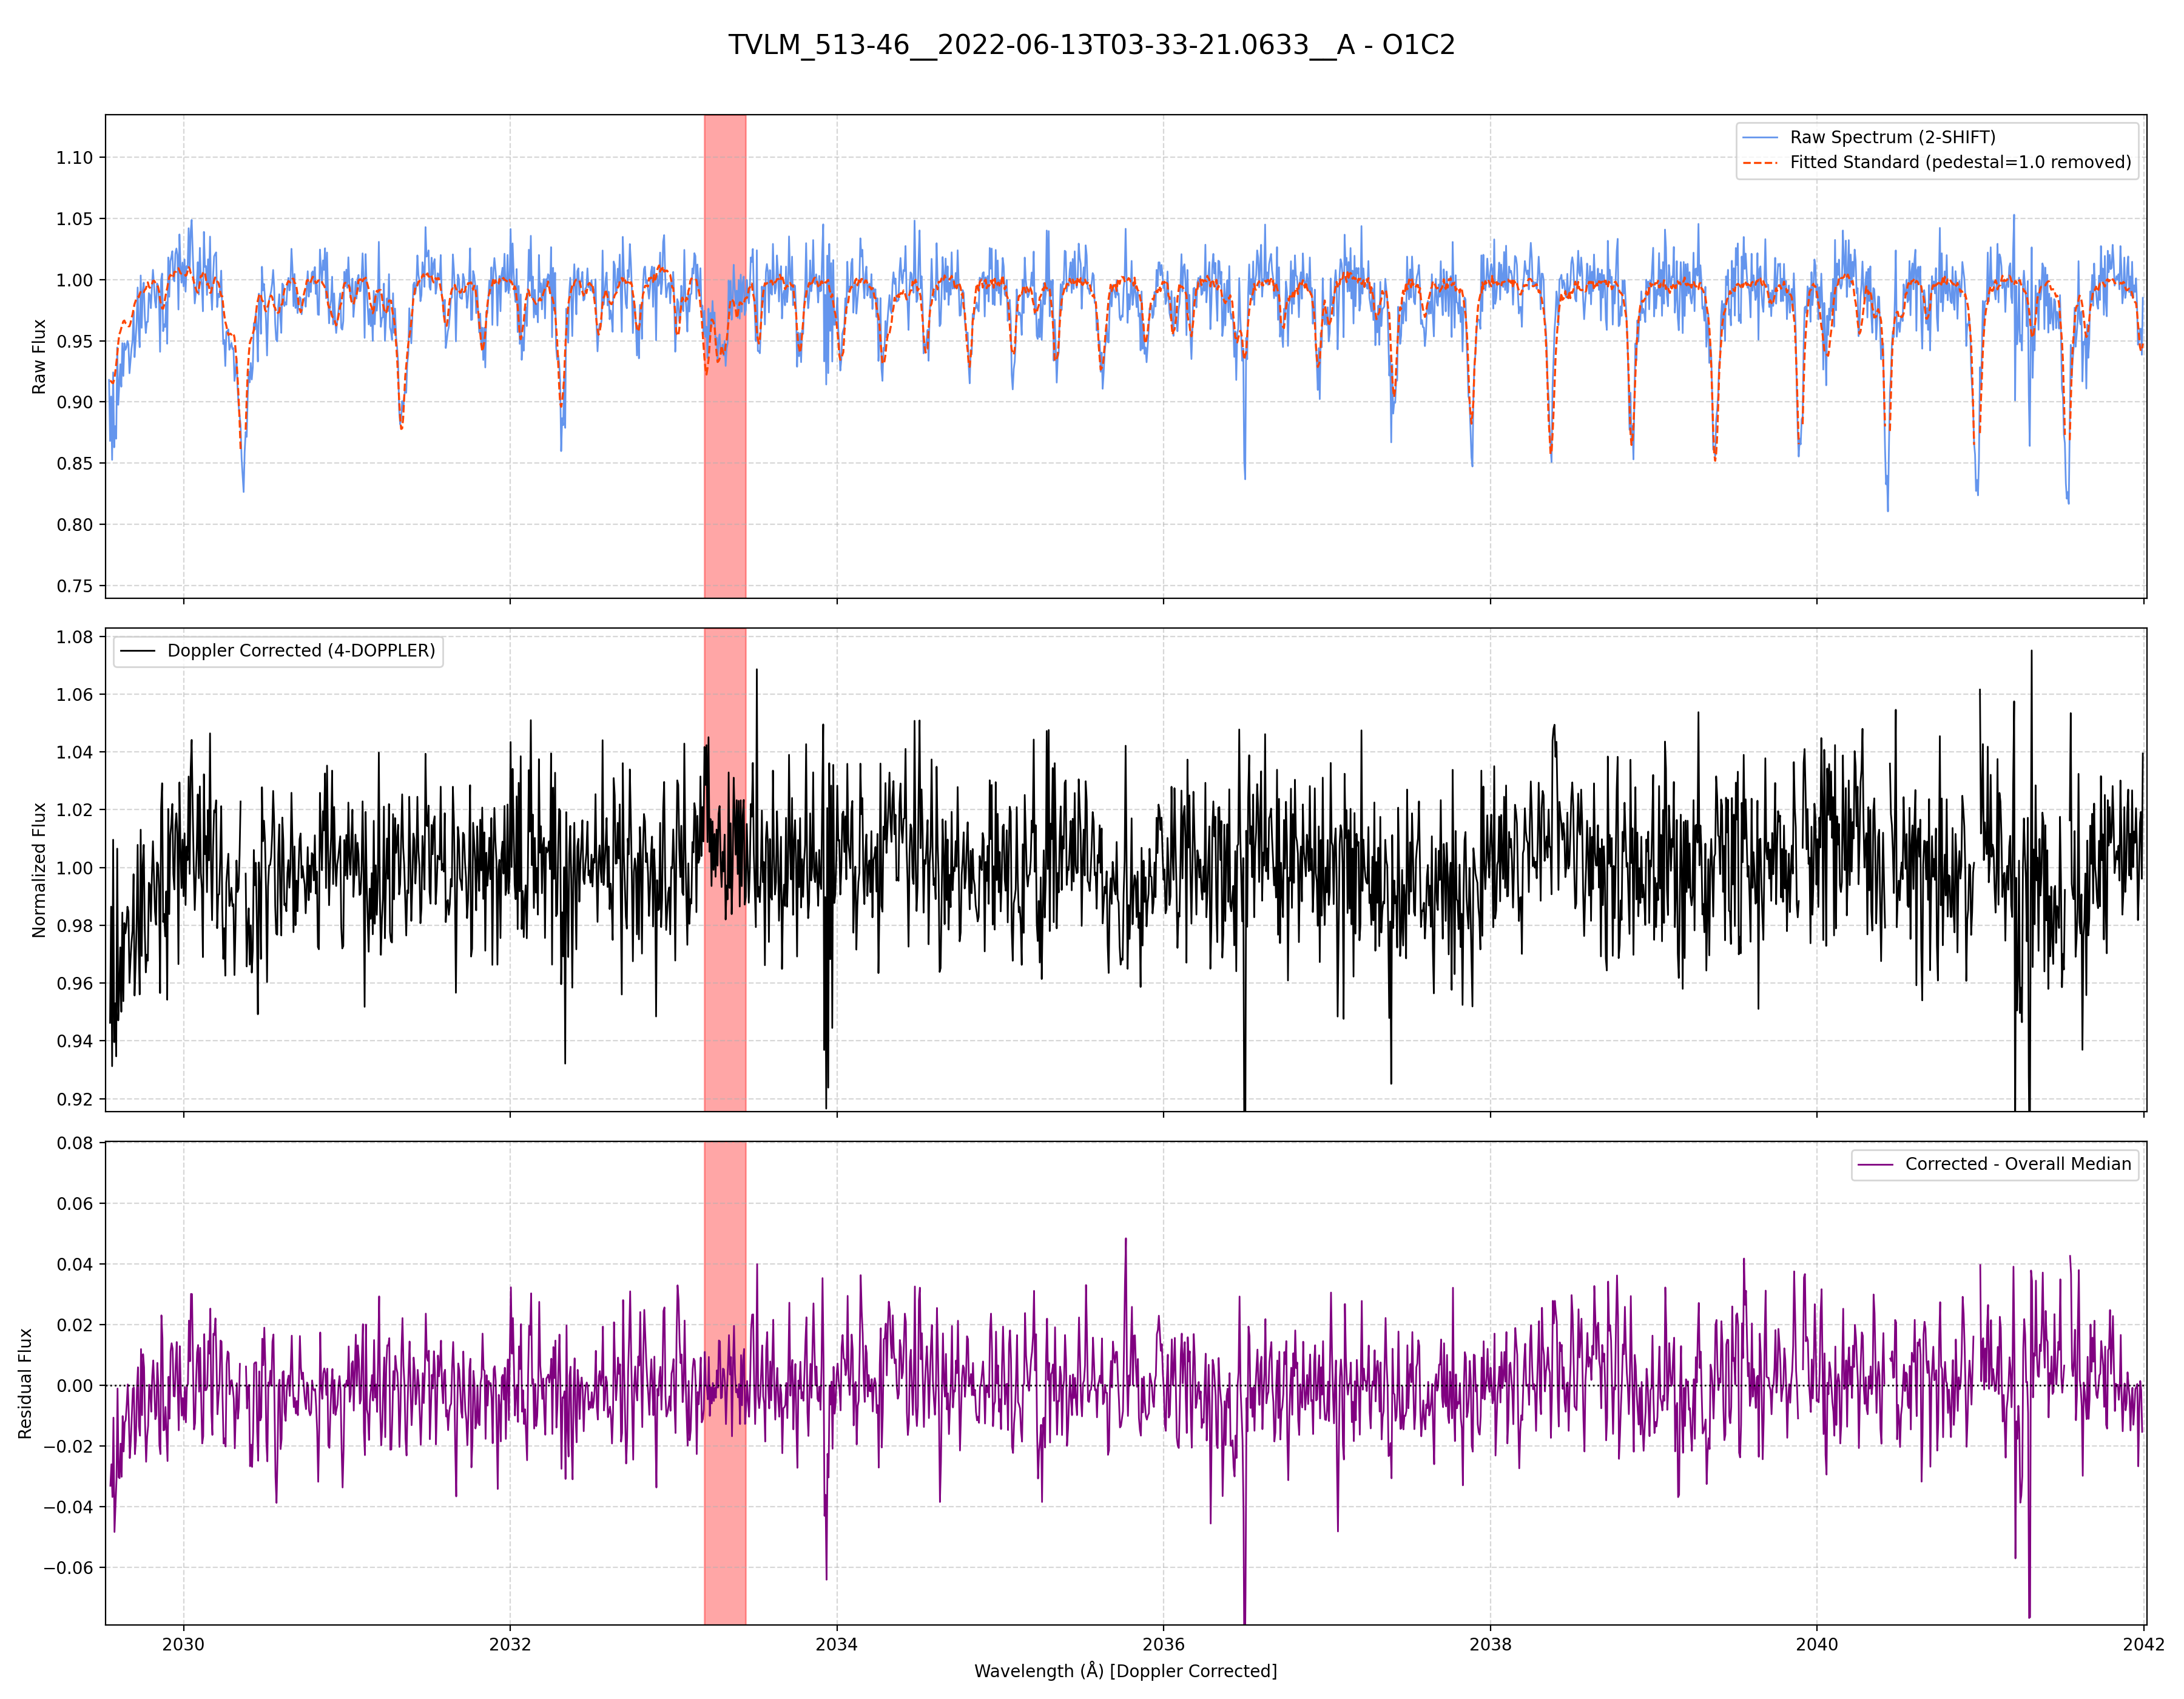 TVLM_513-46__2022-06-13T03-33-21.0633__A - O1C2
Raw Spectrum (2-SHIFT)
Fitted Standard (pedestal=1.0 removed)
1.10
1.05
1.00
0.95
0.90
0.85
0.80
0.75
Raw Flux
Doppler Corrected (4-DOPPLER)
1.08
1.06
1.04
1.02
1.00
0.98
0.96
0.94
0.92
Normalized Flux
Corrected - Overall Median
0.08
0.06
0.04
0.02
0.00
−0.02
−0.04
−0.06
Residual Flux
2030 2032 2034 2036 2038 2040 2042
Wavelength (Å) [Doppler Corrected]